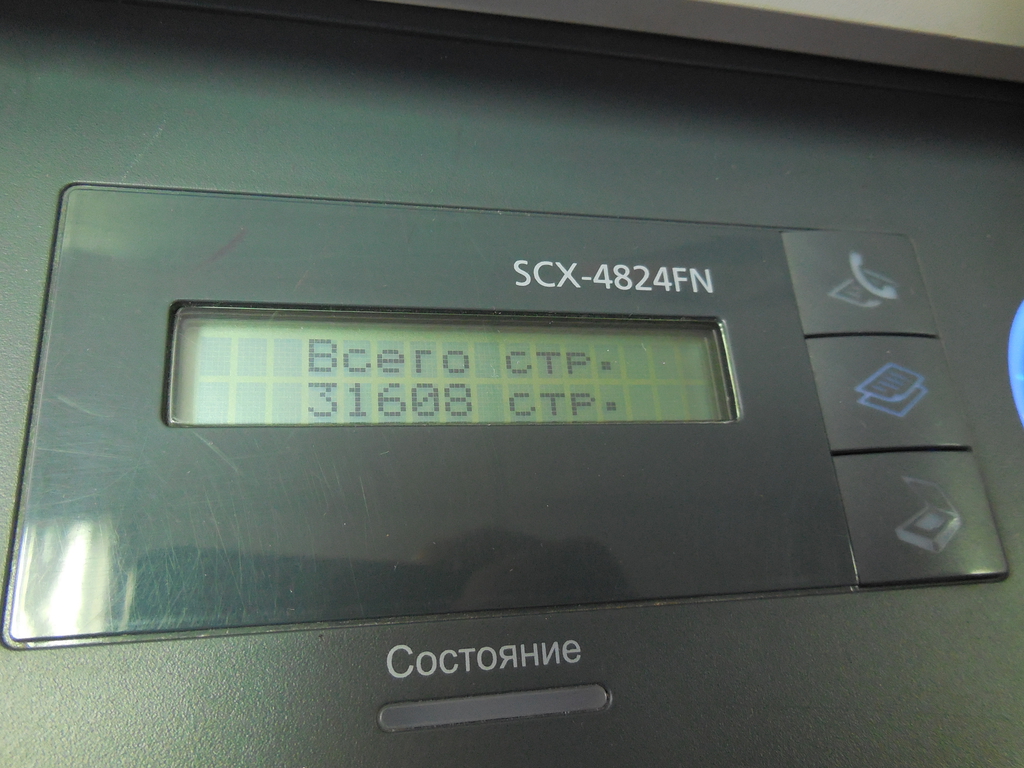 SCX-4824FN
Всего стр.
31608 стр.
Состояние